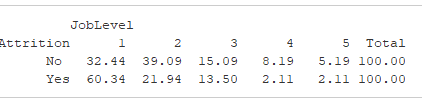 JobLevel
Attrition 1 2 3 4 5 Total
No 32.44 39.09 15.09 8.19 5.19 100.00
Yes 60.34 21.94 13.50 2.11 2.11 100.00